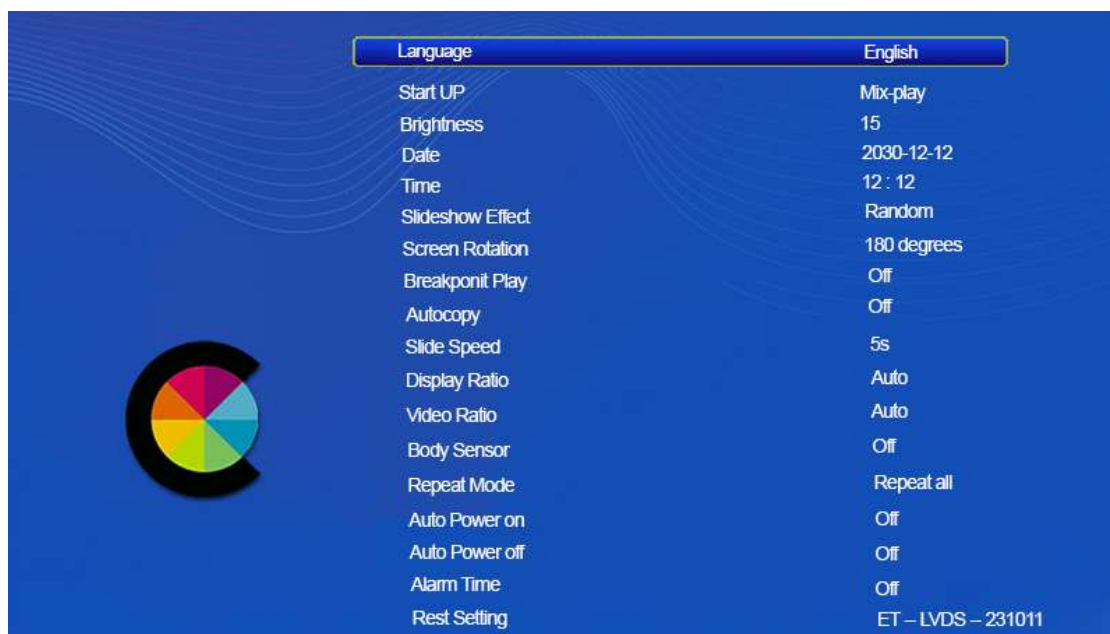 Language English
Start UP Mix-play
Brightness 15
Date 2030-12-12
Time 12 : 12
Slideshow Effect Random
Screen Rotation 180 degrees
Breakponit Play Off
Autocopy Off
Slide Speed 5s
Display Ratio Auto
Video Ratio Auto
Body Sensor Off
Repeat Mode Repeat all
Auto Power on Off
Auto Power off Off
Alarm Time Off
Rest Setting ET – LVDS – 231011